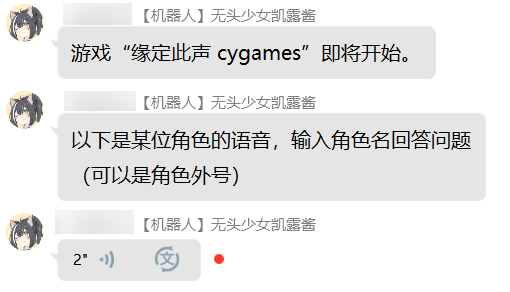 【机器人】无头少女凯露酱
游戏“缘定此声 cygames”即将开始。
【机器人】无头少女凯露酱
以下是某位角色的语音，输入角色名回答问题
（可以是角色外号）
【机器人】无头少女凯露酱
2" 文